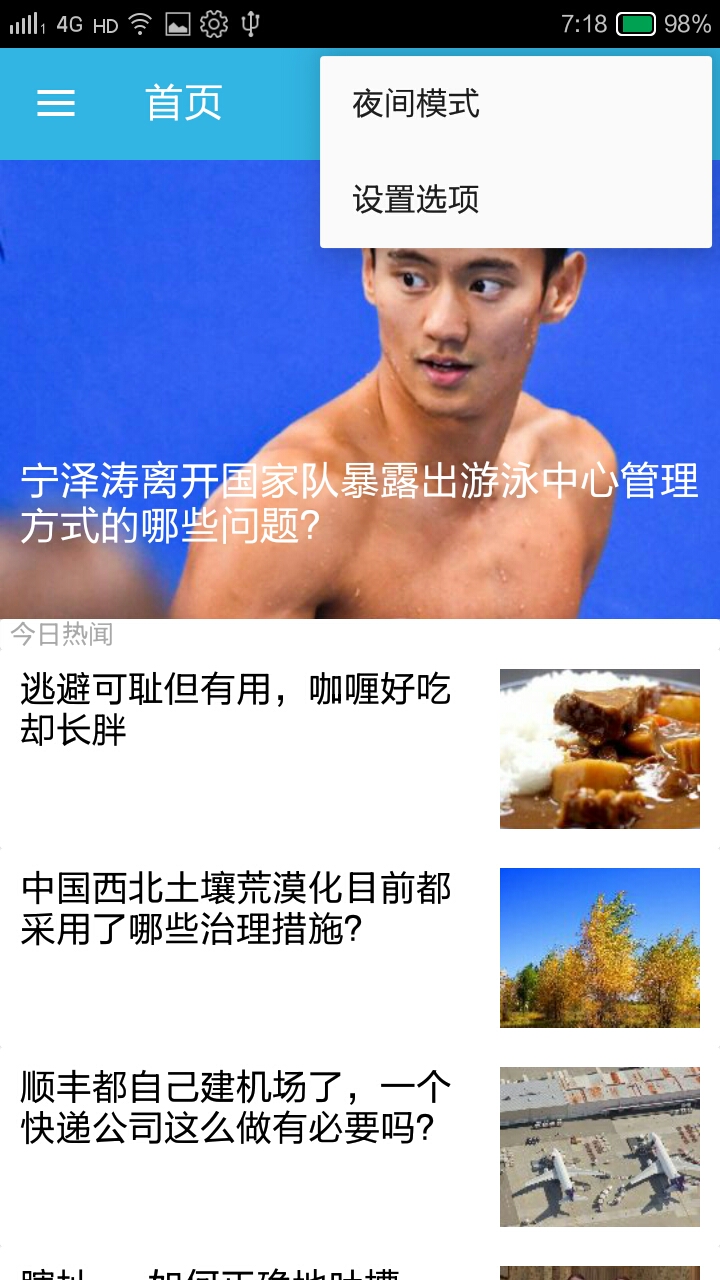 1 4G HD 7:18 98%
首页
夜间模式
设置选项
宁泽涛离开国家队暴露出游泳中心管理
方式的哪些问题？
今日热闻
逃避可耻但有用，咖喱好吃
却长胖
中国西北土壤荒漠化目前都
采用了哪些治理措施？
顺丰都自己建机场了，一个
快递公司这么做有必要吗？